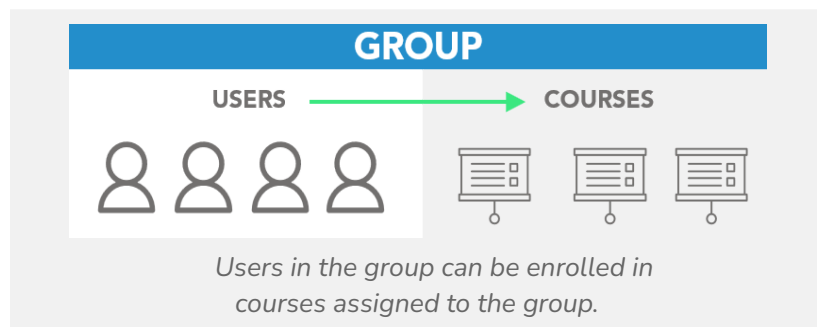 GROUP
USERS
COURSES
Users in the group can be enrolled in
courses assigned to the group.